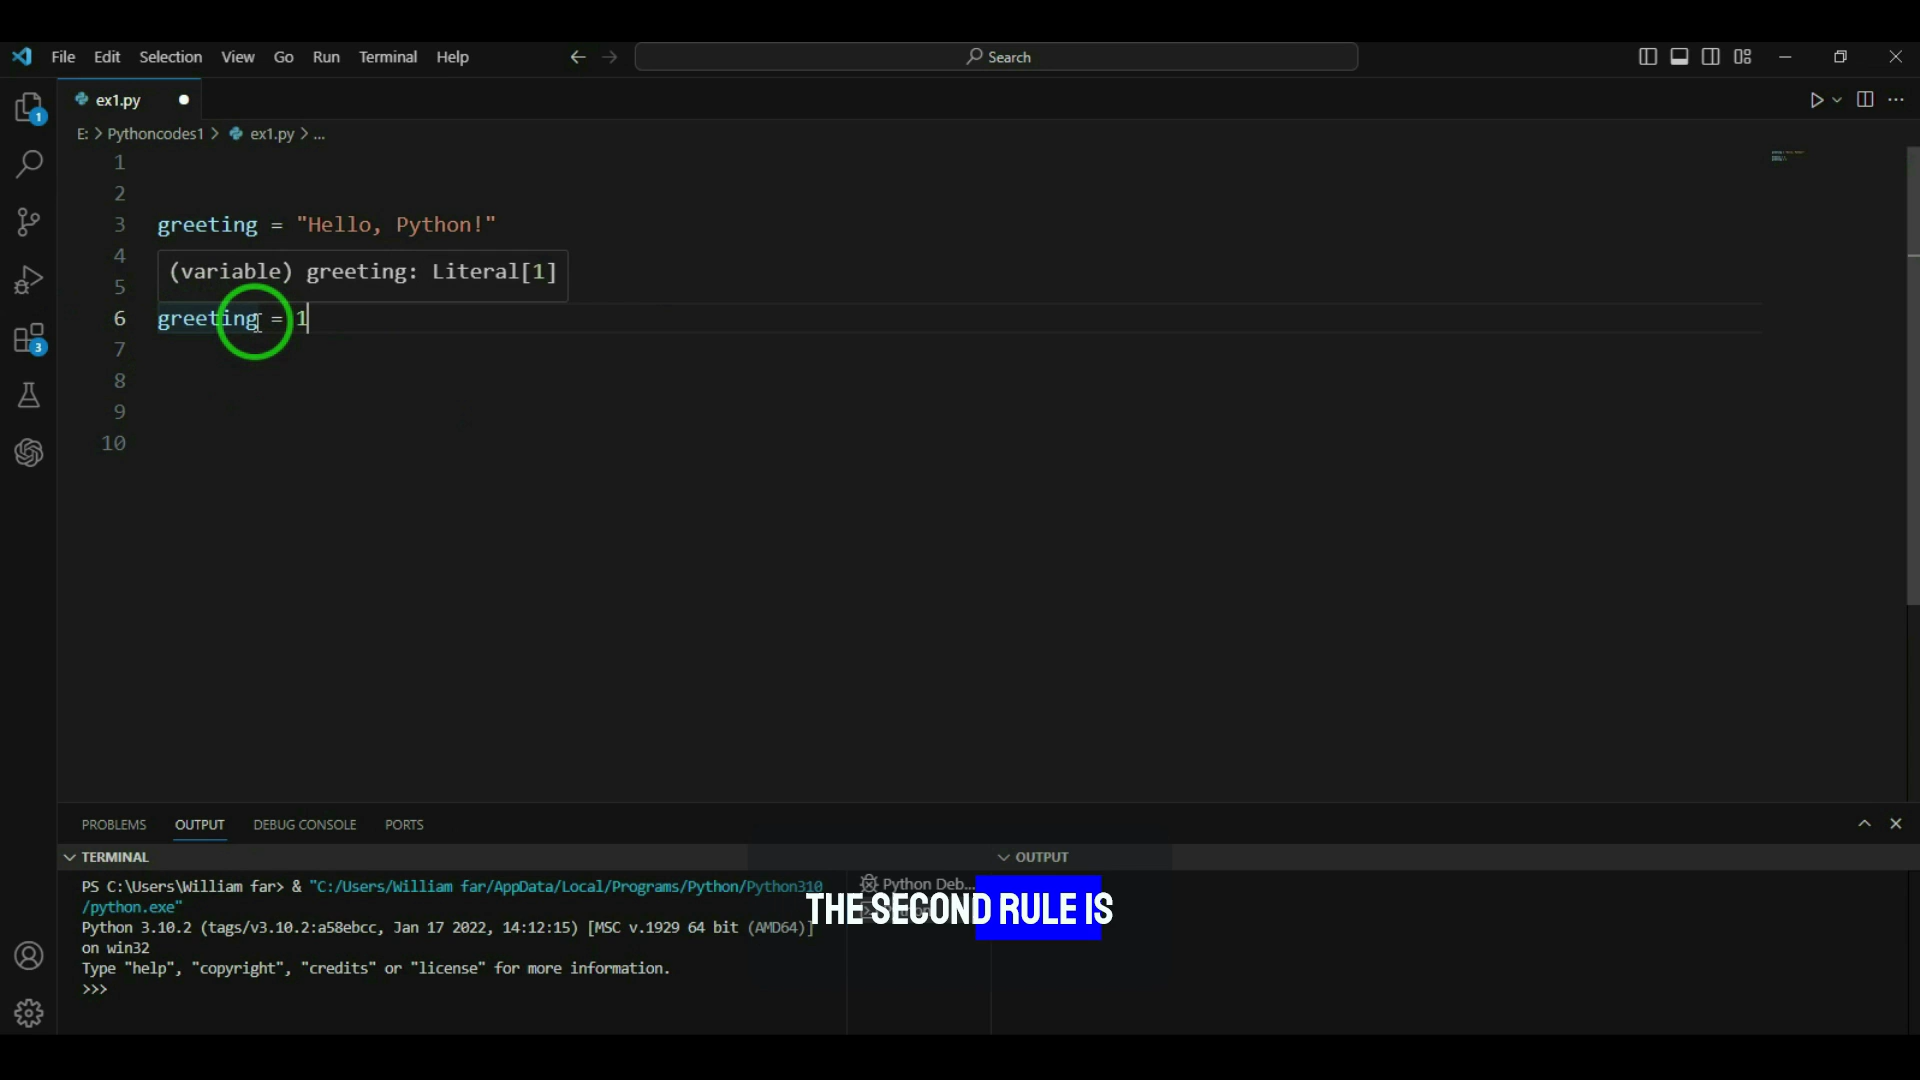 File Edit Selection View Go Run Terminal Help
Search
ex1.py
E: > Pythoncodes1 > ex1.py > ...
1
2
3 greeting = "Hello, Python!"
4
(variable) greeting: Literal[1]
5
6 greeting = 1
7
8
9
10
1
3
PROBLEMS OUTPUT DEBUG CONSOLE PORTS
TERMINAL
OUTPUT
PS C:\Users\William far> & "C:/Users/William far/AppData/Local/Programs/Python/Python310
/python.exe"
Python 3.10.2 (tags/v3.10.2:a58ebcc, Jan 17 2022, 14:12:15) [MSC v.1929 64 bit (AMD64)]
on win32
Type "help", "copyright", "credits" or "license" for more information.
>>>
Python Deb...
THE SECOND RULE IS